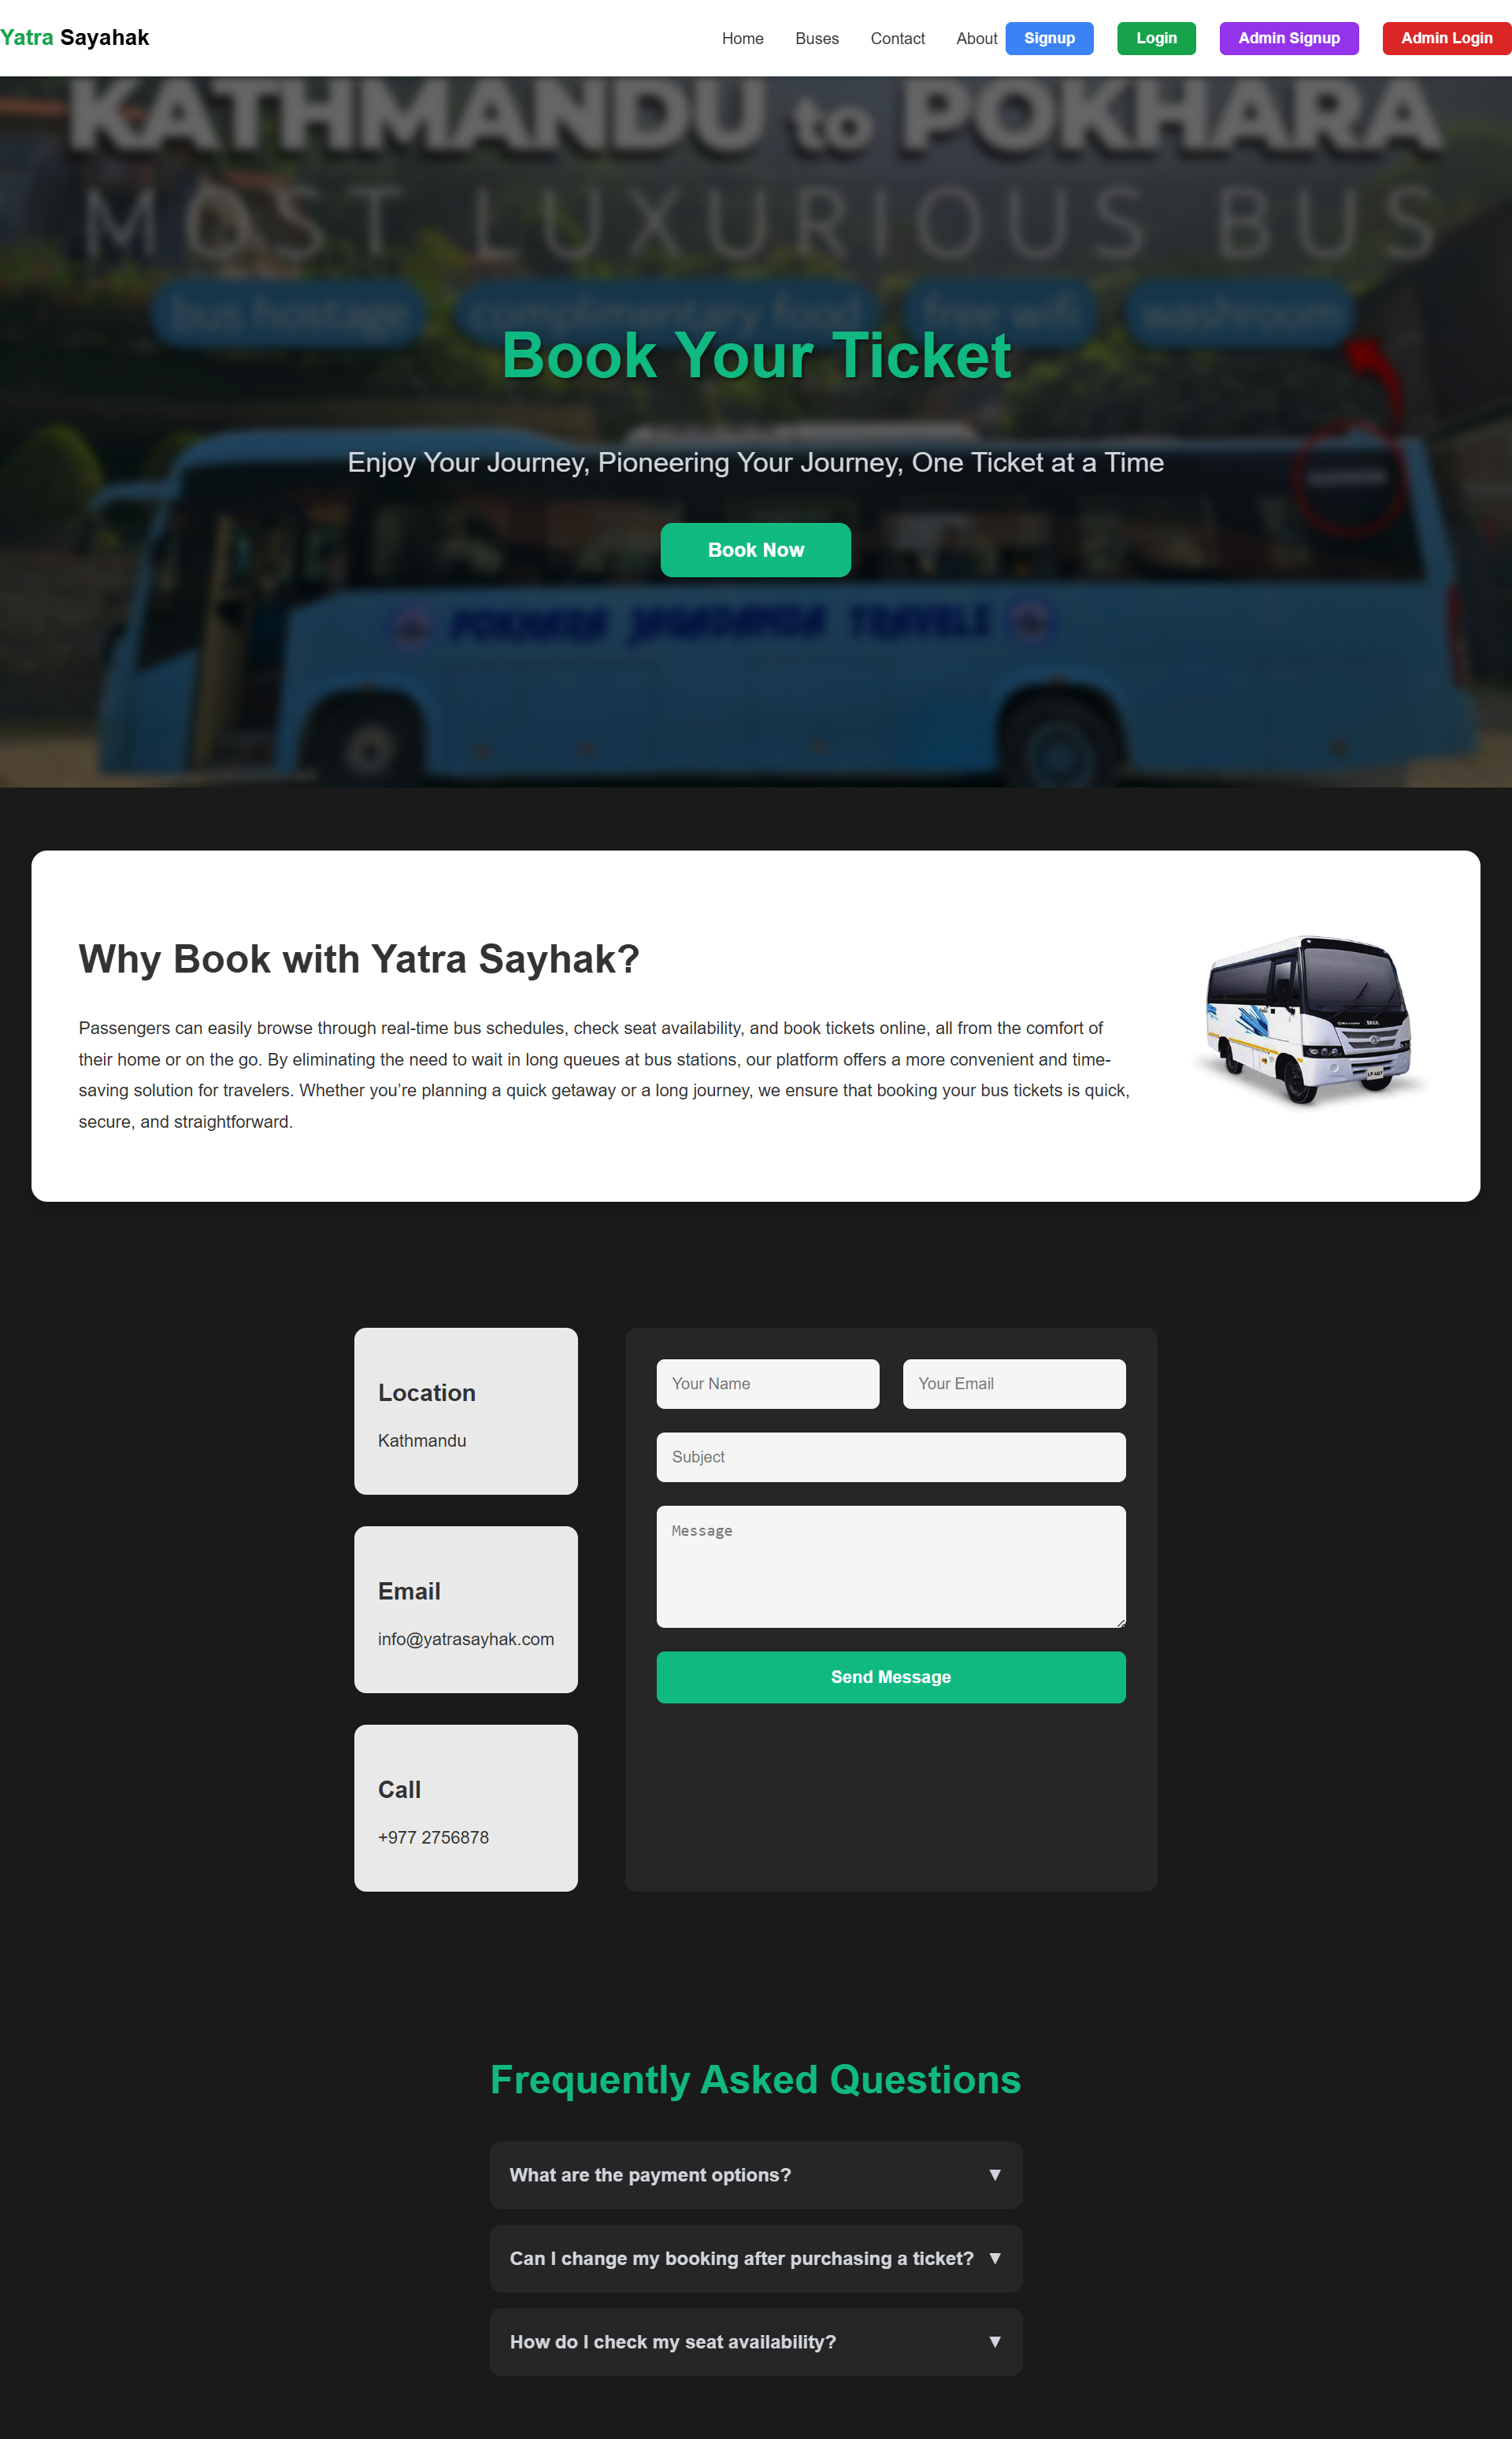 Yatra Sayahak
Home Buses Contact About Signup Login Admin Signup Admin Login
KATHMANDU to POKHARA
MOST LUXURIOUS BUS
bus hostage complimentary food free wifi washroom
Book Your Ticket
Enjoy Your Journey, Pioneering Your Journey, One Ticket at a Time
Book Now
POKHARA JAGADAMBA TRAVELS
Why Book with Yatra Sayhak?
Passengers can easily browse through real-time bus schedules, check seat availability, and book tickets online, all from the comfort of
their home or on the go. By eliminating the need to wait in long queues at bus stations, our platform offers a more convenient and time-
saving solution for travelers. Whether you’re planning a quick getaway or a long journey, we ensure that booking your bus tickets is quick,
secure, and straightforward.
TATA
LP 407
Location
Kathmandu
Email
info@yatrasayhak.com
Call
+977 2756878
Your Name Your Email
Subject
Message
Send Message
Frequently Asked Questions
What are the payment options? ▼
Can I change my booking after purchasing a ticket? ▼
How do I check my seat availability? ▼